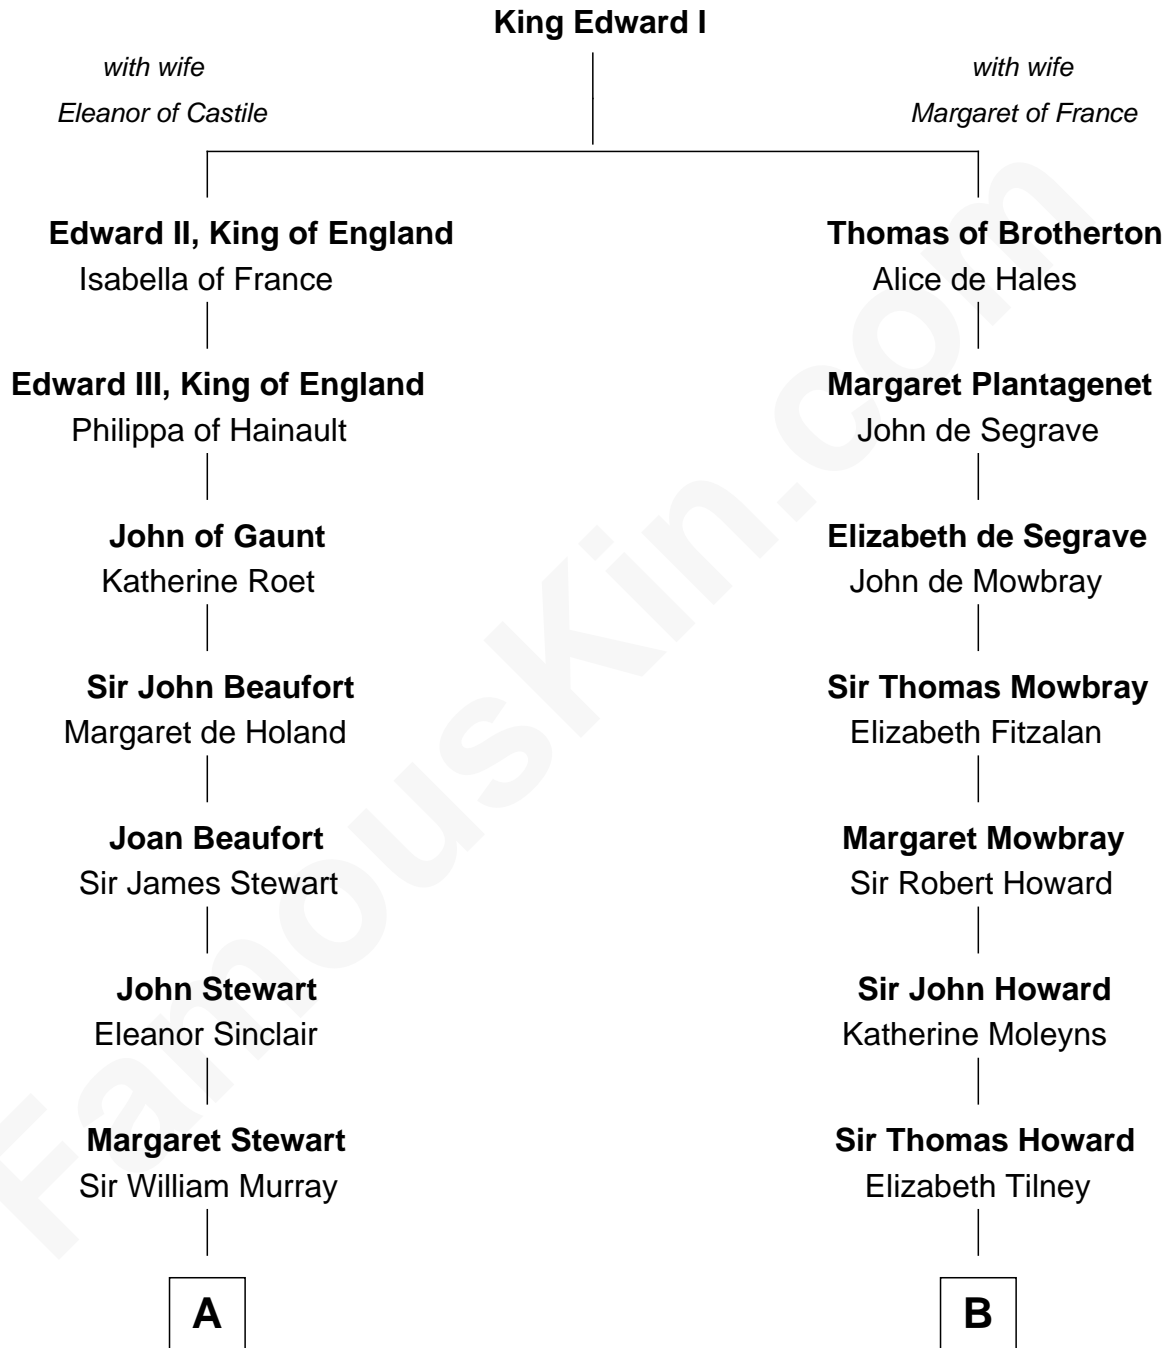 King Edward I
with wife
Eleanor of Castile
with wife
Margaret of France
Edward II, King of England
Isabella of France
Thomas of Brotherton
Alice de Hales
Edward III, King of England
Philippa of Hainault
Margaret Plantagenet
John de Segrave
John of Gaunt
Katherine Roet
Elizabeth de Segrave
John de Mowbray
Sir John Beaufort
Margaret de Holand
Sir Thomas Mowbray
Elizabeth Fitzalan
Joan Beaufort
Sir James Stewart
Margaret Mowbray
Sir Robert Howard
John Stewart
Eleanor Sinclair
Sir John Howard
Katherine Moleyns
Margaret Stewart
Sir William Murray
Sir Thomas Howard
Elizabeth Tilney
A
B
FamousKin.com